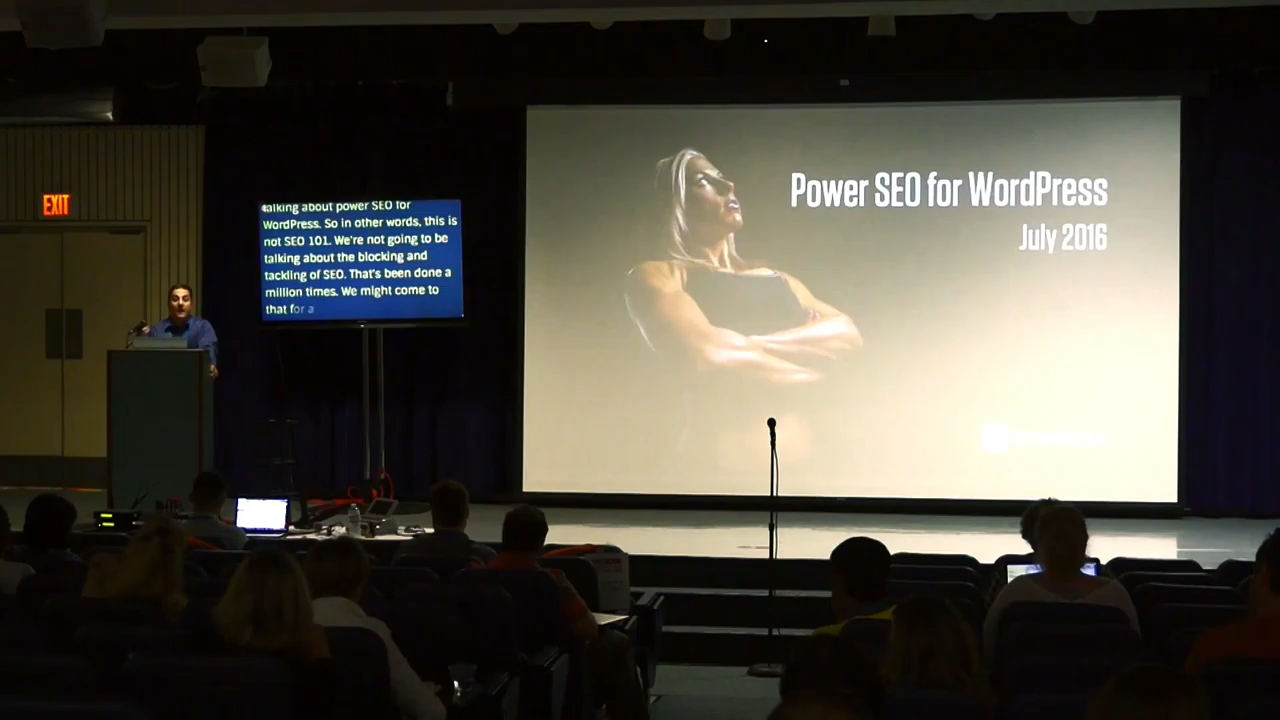 EXIT
talking about power SEO for
WordPress. So in other words, this is
not SEO 101. We're not going to be
talking about the blocking and
tackling of SEO. That's been done a
million times. We might come to
that for a
Power SEO for WordPress
July 2016